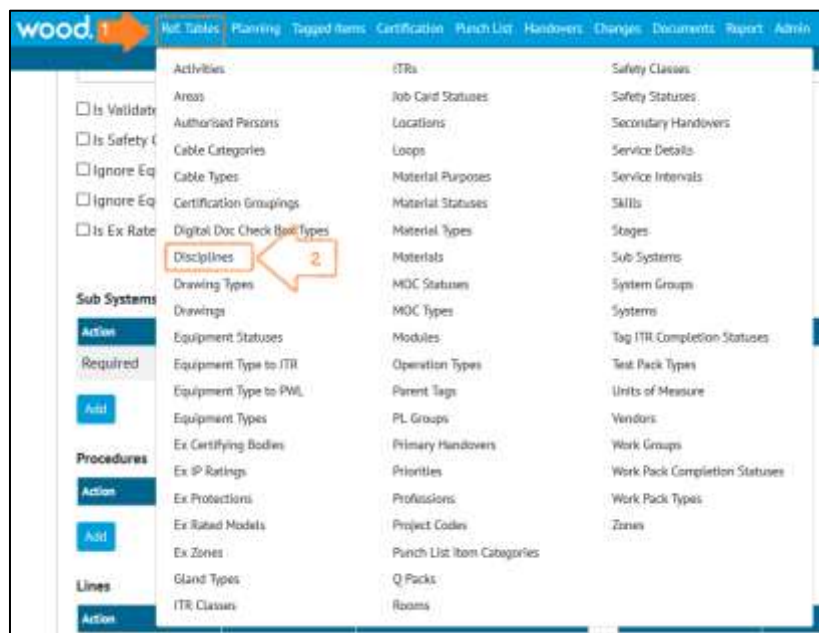 wood. 1 Ref. Tables Planning Tagged Items Certification Punch List Handovers Changes Documents Report Admin
Activities ITRs Safety Classes
Areas Job Card Statuses Safety Statuses
Is Validate Authorised Persons Locations Secondary Handovers
Is Safety Cable Categories Loops Service Details
Ignore Eq Cable Types Material Purposes Service Intervals
Ignore Eq Certification Groupings Material Statuses Skills
Is Ex Rate Digital Doc Check Box Types Material Types Stages
Disciplines 2 Materials Sub Systems
Drawing Types MOC Statuses System Groups
Sub Systems Drawings MOC Types Systems
Action Equipment Statuses Modules Tag ITR Completion Statuses
Required Equipment Type to ITR Operation Types Test Pack Types
Equipment Type to PWL Parent Tags Units of Measure
Add Equipment Types PL Groups Vendors
Ex Certifying Bodies Primary Handovers Work Groups
Procedures Ex IP Ratings Priorities Work Pack Completion Statuses
Action Ex Protections Professions Work Pack Types
Add Ex Rated Models Project Codes Zones
Ex Zones Punch List Item Categories
Lines Gland Types Q Packs
Action ITR Classes Rooms